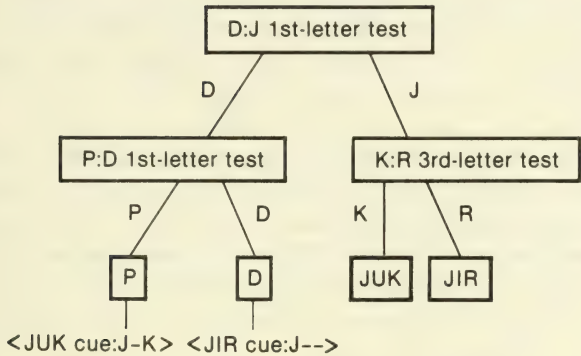 D:J 1st-letter test
D J
P:D 1st-letter test K:R 3rd-letter test
P D K R
P D JUK JIR
<JUK cue:J-K> <JIR cue:J-->